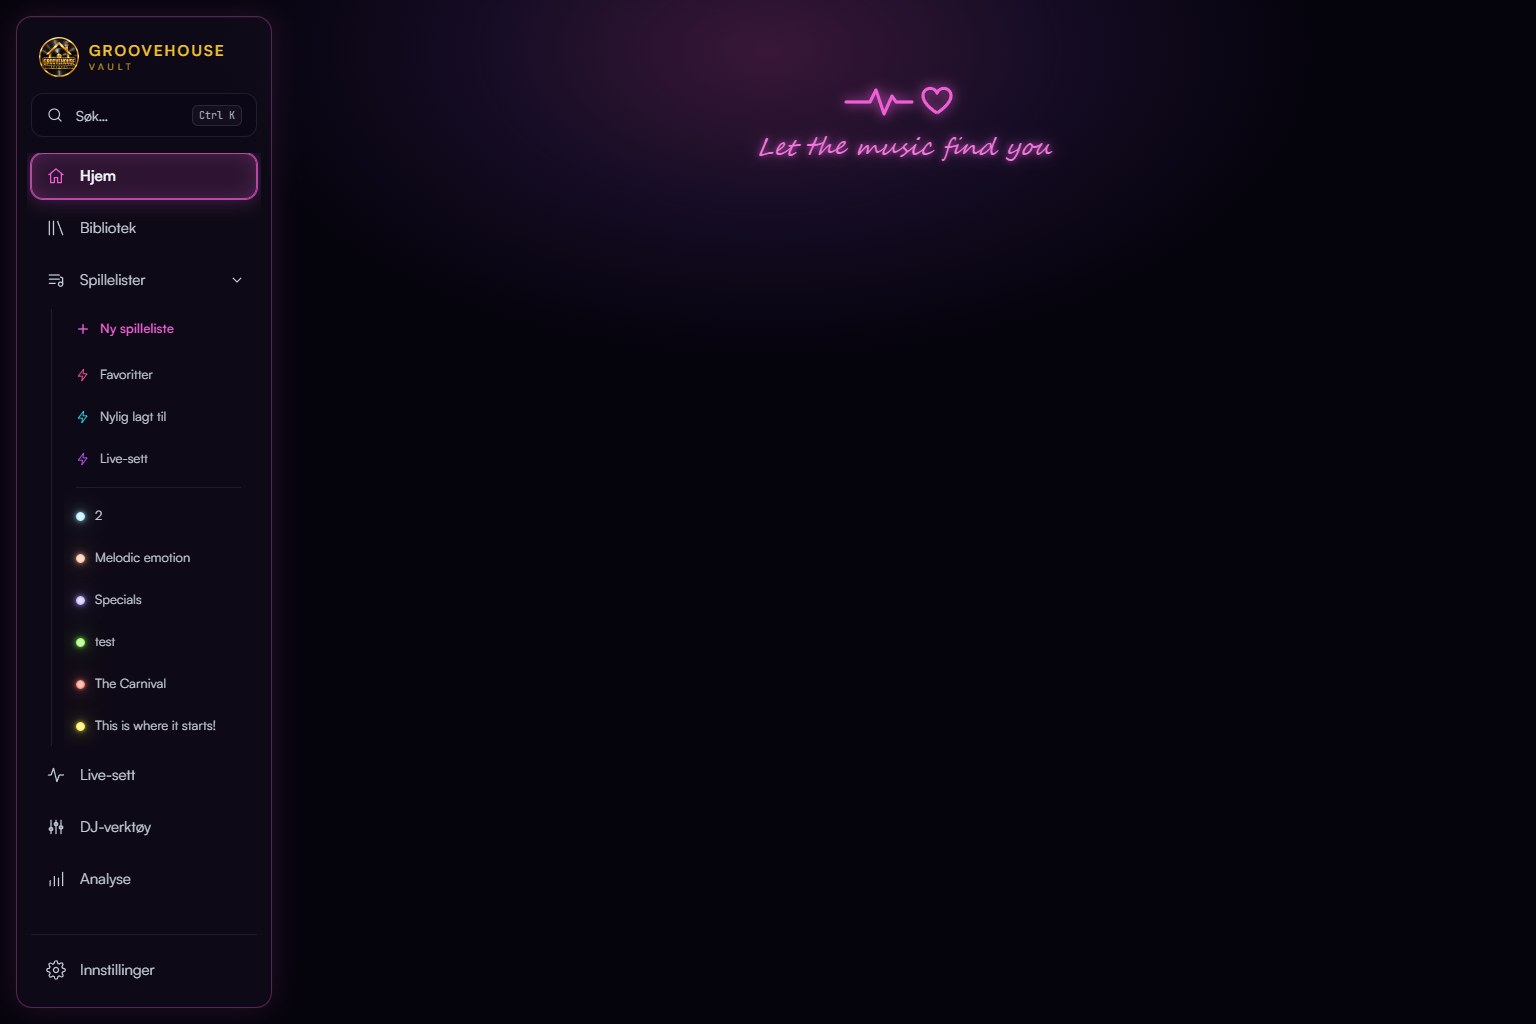 GROOVEHOUSE
VAULT
Søk...
Ctrl K
Hjem
Bibliotek
Spillelister
Ny spilleliste
Favoritter
Nylig lagt til
Live-sett
2
Melodic emotion
Specials
test
The Carnival
This is where it starts!
Live-sett
DJ-verktøy
Analyse
Innstillinger
Let the music find you